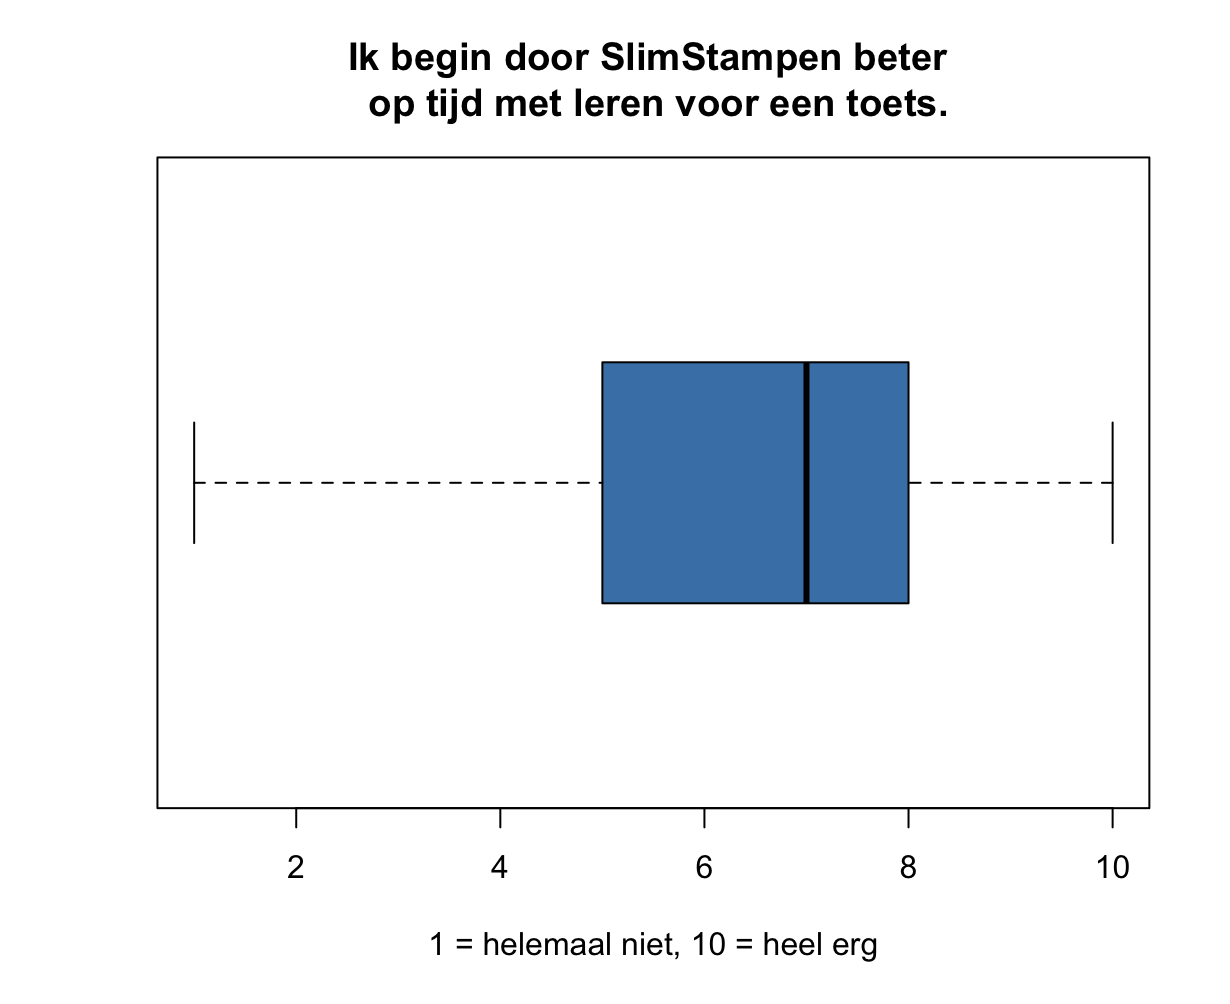 Ik begin door SlimStampen beter
op tijd met leren voor een toets.
2 4 6 8 10
1 = helemaal niet, 10 = heel erg